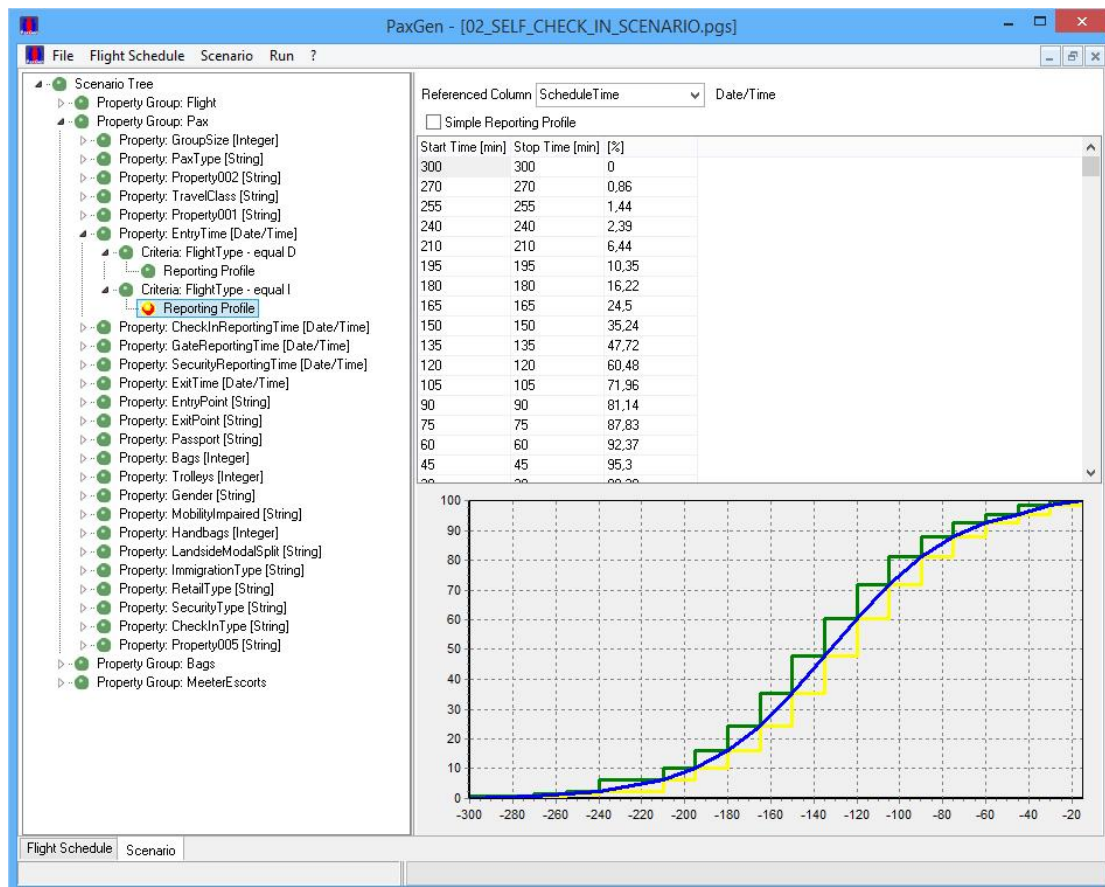 PaxGen - [02_SELF_CHECK_IN_SCENARIO.pgs]
File Flight Schedule Scenario Run ?
Scenario Tree
Property Group: Flight
Property Group: Pax
Property: GroupSize [Integer]
Property: PaxType [String]
Property: Property002 [String]
Property: TravelClass [String]
Property: Property001 [String]
Property: EntryTime [Date/Time]
Criteria: FlightType - equal D
Reporting Profile
Criteria: FlightType - equal I
Reporting Profile
Property: CheckInReportingTime [Date/Time]
Property: GateReportingTime [Date/Time]
Property: SecurityReportingTime [Date/Time]
Property: ExitTime [Date/Time]
Property: EntryPoint [String]
Property: ExitPoint [String]
Property: Passport [String]
Property: Bags [Integer]
Property: Trolleys [Integer]
Property: Gender [String]
Property: MobilityImpaired [String]
Property: Handbags [Integer]
Property: LandsideModalSplit [String]
Property: ImmigrationType [String]
Property: RetailType [String]
Property: SecurityType [String]
Property: CheckInType [String]
Property: Property005 [String]
Property Group: Bags
Property Group: MeeterEscorts
Referenced Column ScheduleTime Date/Time
Simple Reporting Profile
Start Time [min] Stop Time [min] [%]
300 300 0
270 270 0,86
255 255 1,44
240 240 2,39
210 210 6,44
195 195 10,35
180 180 16,22
165 165 24,5
150 150 35,24
135 135 47,72
120 120 60,48
105 105 71,96
90 90 81,14
75 75 87,83
60 60 92,37
45 45 95,3
100
90
80
70
60
50
40
30
20
10
0
-300 -280 -260 -240 -220 -200 -180 -160 -140 -120 -100 -80 -60 -40 -20
Flight Schedule Scenario